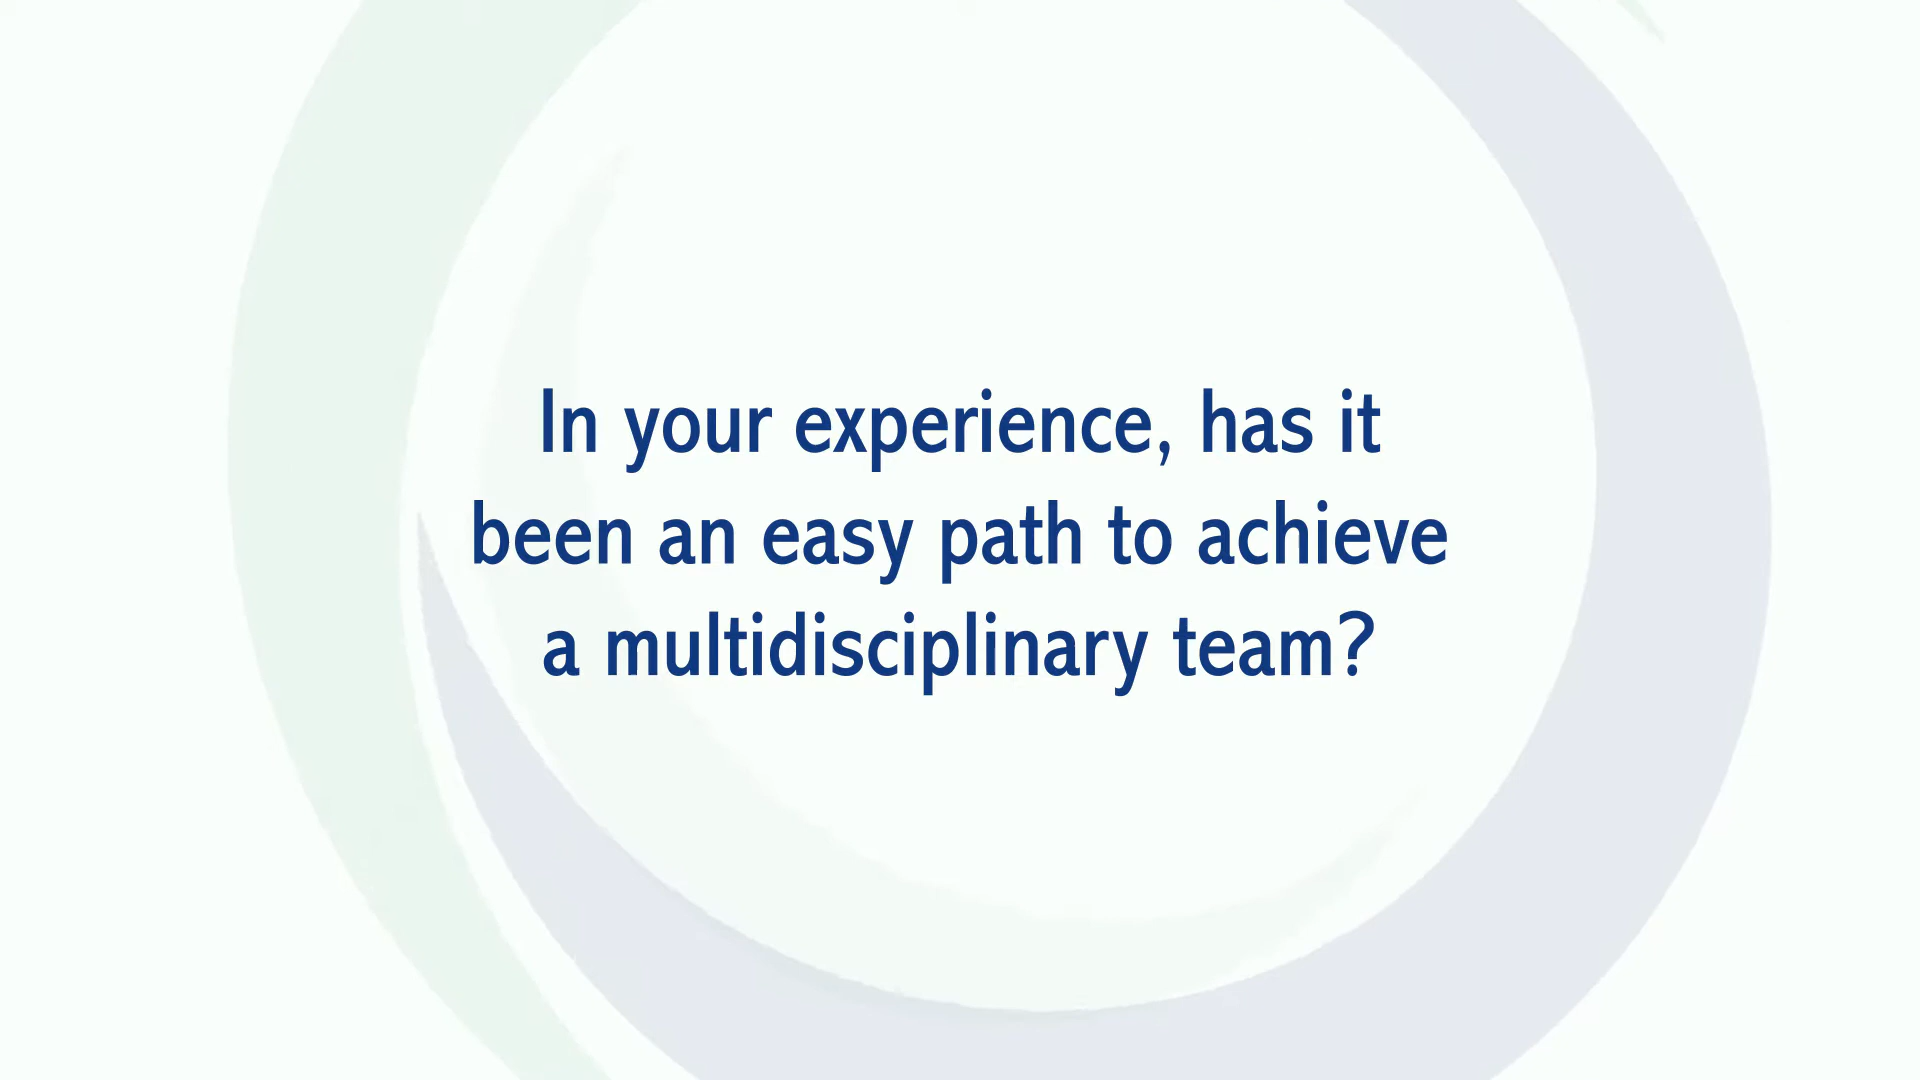 In your experience, has it
been an easy path to achieve
a multidisciplinary team?